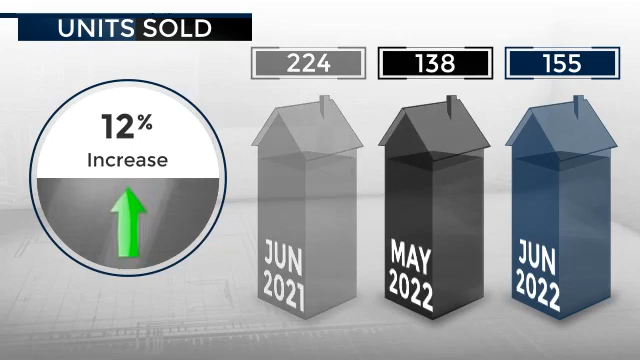 UNITS SOLD
12%
Increase
224
138
155
JUN
2021
MAY
2022
JUN
2022